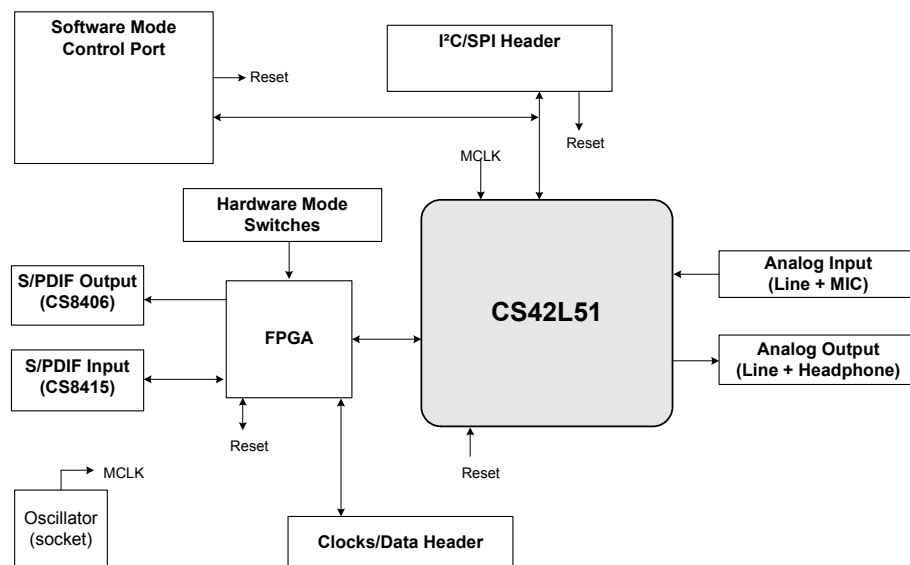 Software Mode
Control Port
I²C/SPI Header
Reset
Reset
MCLK
Hardware Mode
Switches
S/PDIF Output
(CS8406)
Analog Input
(Line + MIC)
CS42L51
FPGA
S/PDIF Input
(CS8415)
Analog Output
(Line + Headphone)
Reset
Reset
MCLK
Oscillator
(socket)
Clocks/Data Header